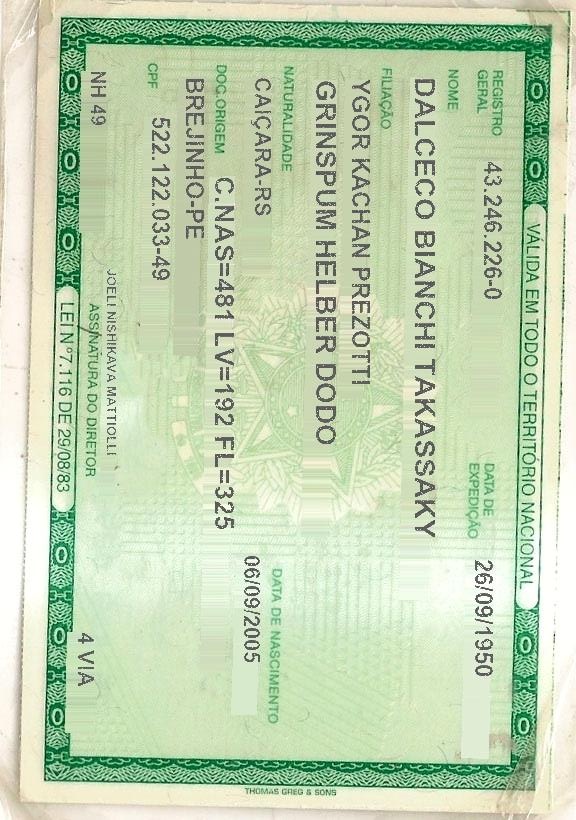 VÁLIDA EM TODO O TERRITÓRIO NACIONAL
REGISTRO GERAL 43.246.226-0 DATA DE EXPEDIÇÃO 26/09/1950
NOME
DALCECO BIANCHI TAKASSAKY
FILIAÇÃO
YGOR KACHAN PREZOTTI
GRINSPUM HELBER DODO
NATURALIDADE DATA DE NASCIMENTO
CAIÇARA-RS 06/09/2005
DOC.ORIGEM C.NAS=481 LV=192 FL=325
BREJINHO-PE
CPF 522.122.033-49
NH 49 JOELI NISHIKAVA MATTIOLLI 4 VIA
ASSINATURA DO DIRETOR
LEI Nº 7.116 DE 29/08/83
THOMAS GREG & SONS